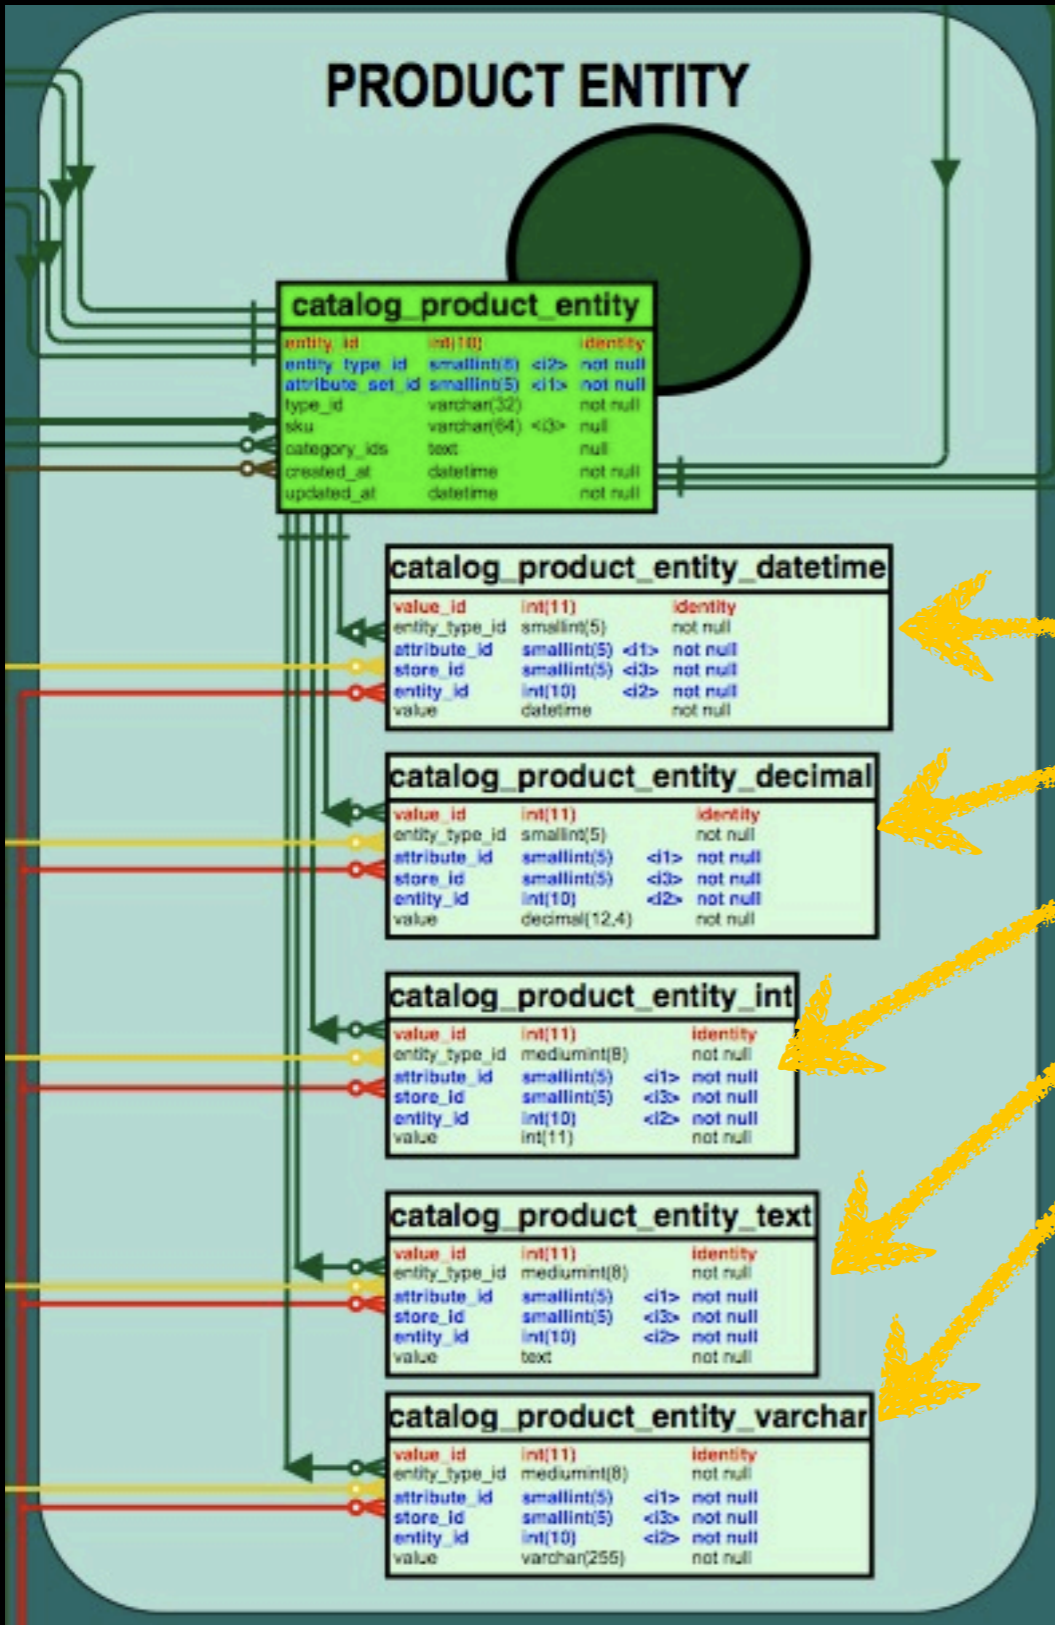 PRODUCT ENTITY
catalog_product_entity
entity_id int(10) identity
entity_type_id smallint(8) <i2> not null
attribute_set_id smallint(5) <i1> not null
type_id varchar(32) not null
sku varchar(64) <i3> null
category_ids text null
created_at datetime not null
updated_at datetime not null
catalog_product_entity_datetime
value_id int(11) identity
entity_type_id smallint(5) not null
attribute_id smallint(5) <i1> not null
store_id smallint(5) <i3> not null
entity_id int(10) <i2> not null
value datetime not null
catalog_product_entity_decimal
value_id int(11) identity
entity_type_id smallint(5) not null
attribute_id smallint(5) <i1> not null
store_id smallint(5) <i3> not null
entity_id int(10) <i2> not null
value decimal(12,4) not null
catalog_product_entity_int
value_id int(11) identity
entity_type_id mediumint(8) not null
attribute_id smallint(5) <i1> not null
store_id smallint(5) <i3> not null
entity_id int(10) <i2> not null
value int(11) not null
catalog_product_entity_text
value_id int(11) identity
entity_type_id mediumint(8) not null
attribute_id smallint(5) <i1> not null
store_id smallint(5) <i3> not null
entity_id int(10) <i2> not null
value text not null
catalog_product_entity_varchar
value_id int(11) identity
entity_type_id mediumint(8) not null
attribute_id smallint(5) <i1> not null
store_id smallint(5) <i3> not null
entity_id int(10) <i2> not null
value varchar(255) not null